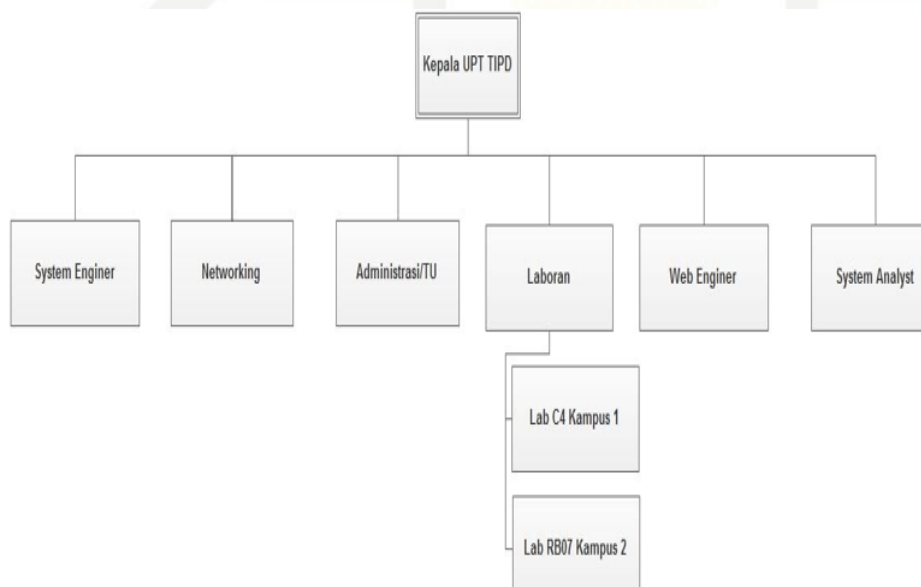 Kepala UPT TIPD
System Enginer
Networking
Administrasi/TU
Laboran
Web Enginer
System Analyst
Lab C4 Kampus 1
Lab RB07 Kampus 2